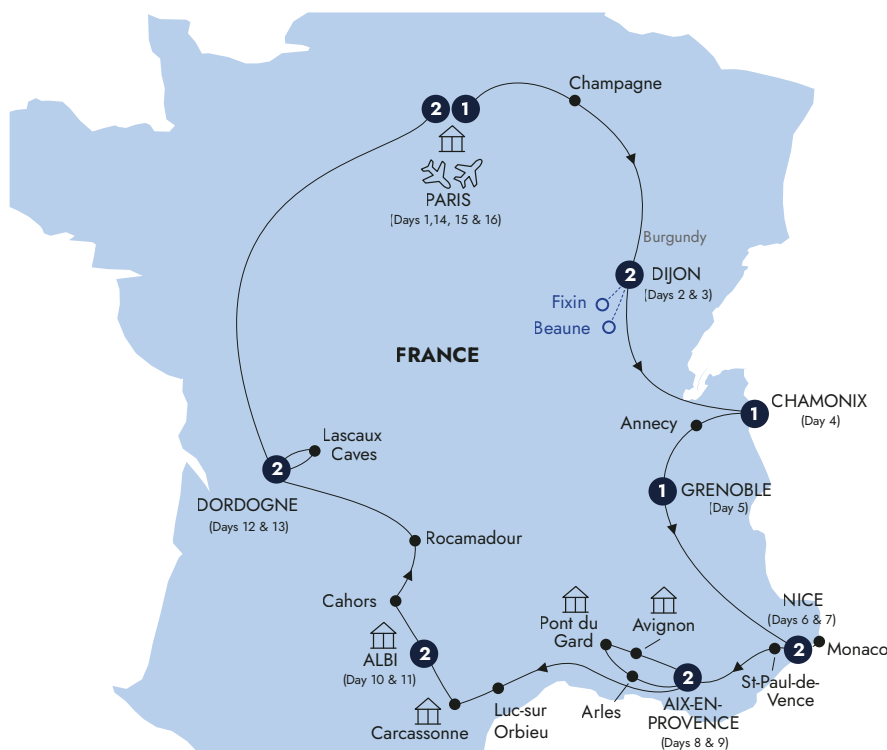 Champagne
2
1
PARIS
(Days 1,14, 15 & 16)
Burgundy
2
DIJON
(Days 2 & 3)
Fixin
Beaune
FRANCE
1
CHAMONIX
(Day 4)
Annecy
1
GRENOBLE
(Day 5)
Lascaux
Caves
2
DORDOGNE
(Days 12 & 13)
Rocamadour
Cahors
2
ALBI
(Day 10 & 11)
Carcassonne
Luc-sur
Orbieu
Pont du
Gard
Avignon
Arles
2
AIX-EN-
PROVENCE
(Days 8 & 9)
NICE
(Days 6 & 7)
2
Monaco
St-Paul-de-
Vence